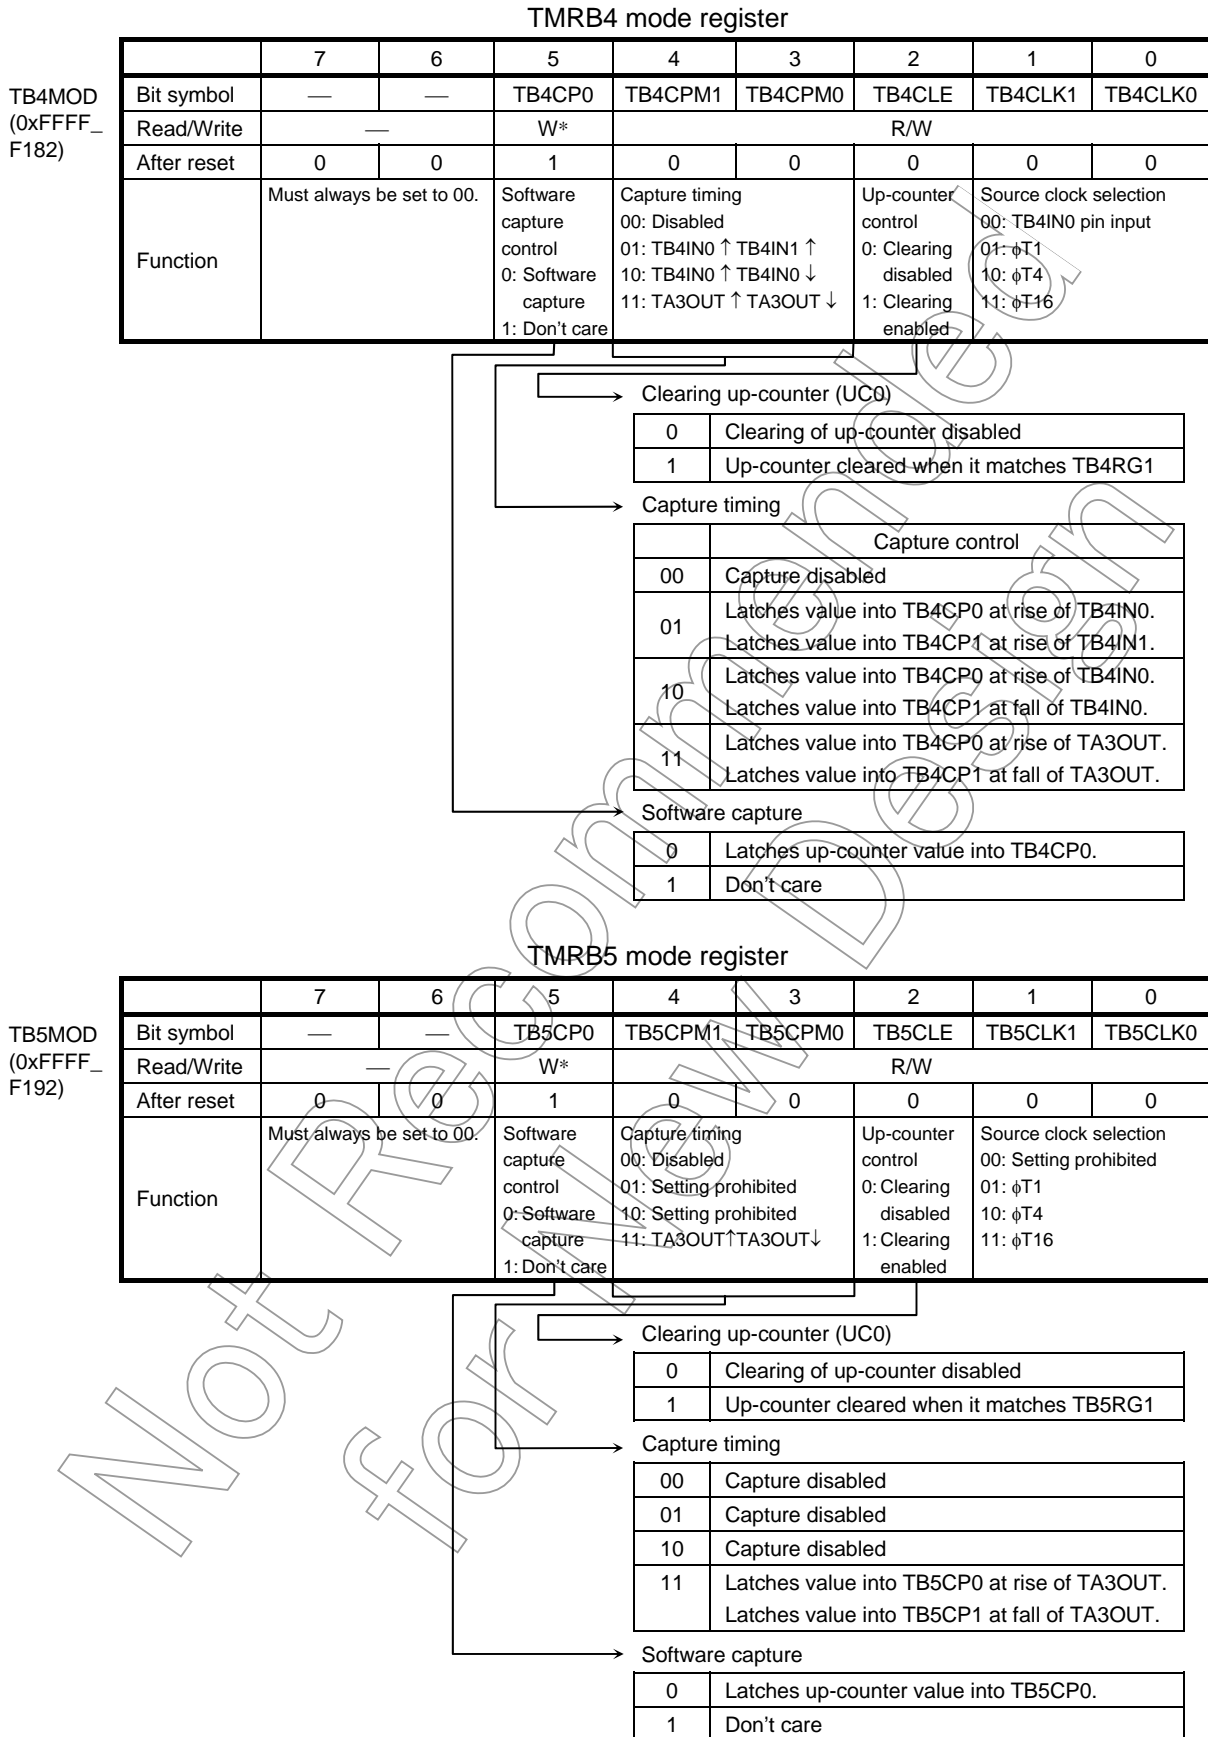 TMRB4 mode register
7 6 5 4 3 2 1 0
TB4MOD
(0xFFFF_
F182)
Bit symbol — — TB4CP0 TB4CPM1 TB4CPM0 TB4CLE TB4CLK1 TB4CLK0
Read/Write — W* R/W
After reset 0 0 1 0 0 0 0 0
Function
Must always be set to 00.
Software
capture
control
0: Software
capture
1: Don't care
Capture timing
00: Disabled
01: TB4IN0 ↑ TB4IN1 ↑
10: TB4IN0 ↑ TB4IN0 ↓
11: TA3OUT ↑ TA3OUT ↓
Up-counter
control
0: Clearing
disabled
1: Clearing
enabled
Source clock selection
00: TB4IN0 pin input
01: ϕT1
10: ϕT4
11: ϕT16
Clearing up-counter (UC0)
0 Clearing of up-counter disabled
1 Up-counter cleared when it matches TB4RG1
Capture timing
Capture control
00 Capture disabled
01 Latches value into TB4CP0 at rise of TB4IN0.
Latches value into TB4CP1 at rise of TB4IN1.
10 Latches value into TB4CP0 at rise of TB4IN0.
Latches value into TB4CP1 at fall of TB4IN0.
11 Latches value into TB4CP0 at rise of TA3OUT.
Latches value into TB4CP1 at fall of TA3OUT.
Software capture
0 Latches up-counter value into TB4CP0.
1 Don't care
TMRB5 mode register
7 6 5 4 3 2 1 0
TB5MOD
(0xFFFF_
F192)
Bit symbol — — TB5CP0 TB5CPM1 TB5CPM0 TB5CLE TB5CLK1 TB5CLK0
Read/Write — W* R/W
After reset 0 0 1 0 0 0 0 0
Function
Must always be set to 00.
Software
capture
control
0: Software
capture
1: Don't care
Capture timing
00: Disabled
01: Setting prohibited
10: Setting prohibited
11: TA3OUT↑TA3OUT↓
Up-counter
control
0: Clearing
disabled
1: Clearing
enabled
Source clock selection
00: Setting prohibited
01: ϕT1
10: ϕT4
11: ϕT16
Clearing up-counter (UC0)
0 Clearing of up-counter disabled
1 Up-counter cleared when it matches TB5RG1
Capture timing
00 Capture disabled
01 Capture disabled
10 Capture disabled
11 Latches value into TB5CP0 at rise of TA3OUT.
Latches value into TB5CP1 at fall of TA3OUT.
Software capture
0 Latches up-counter value into TB5CP0.
1 Don't care
Not Recommended
for New Design